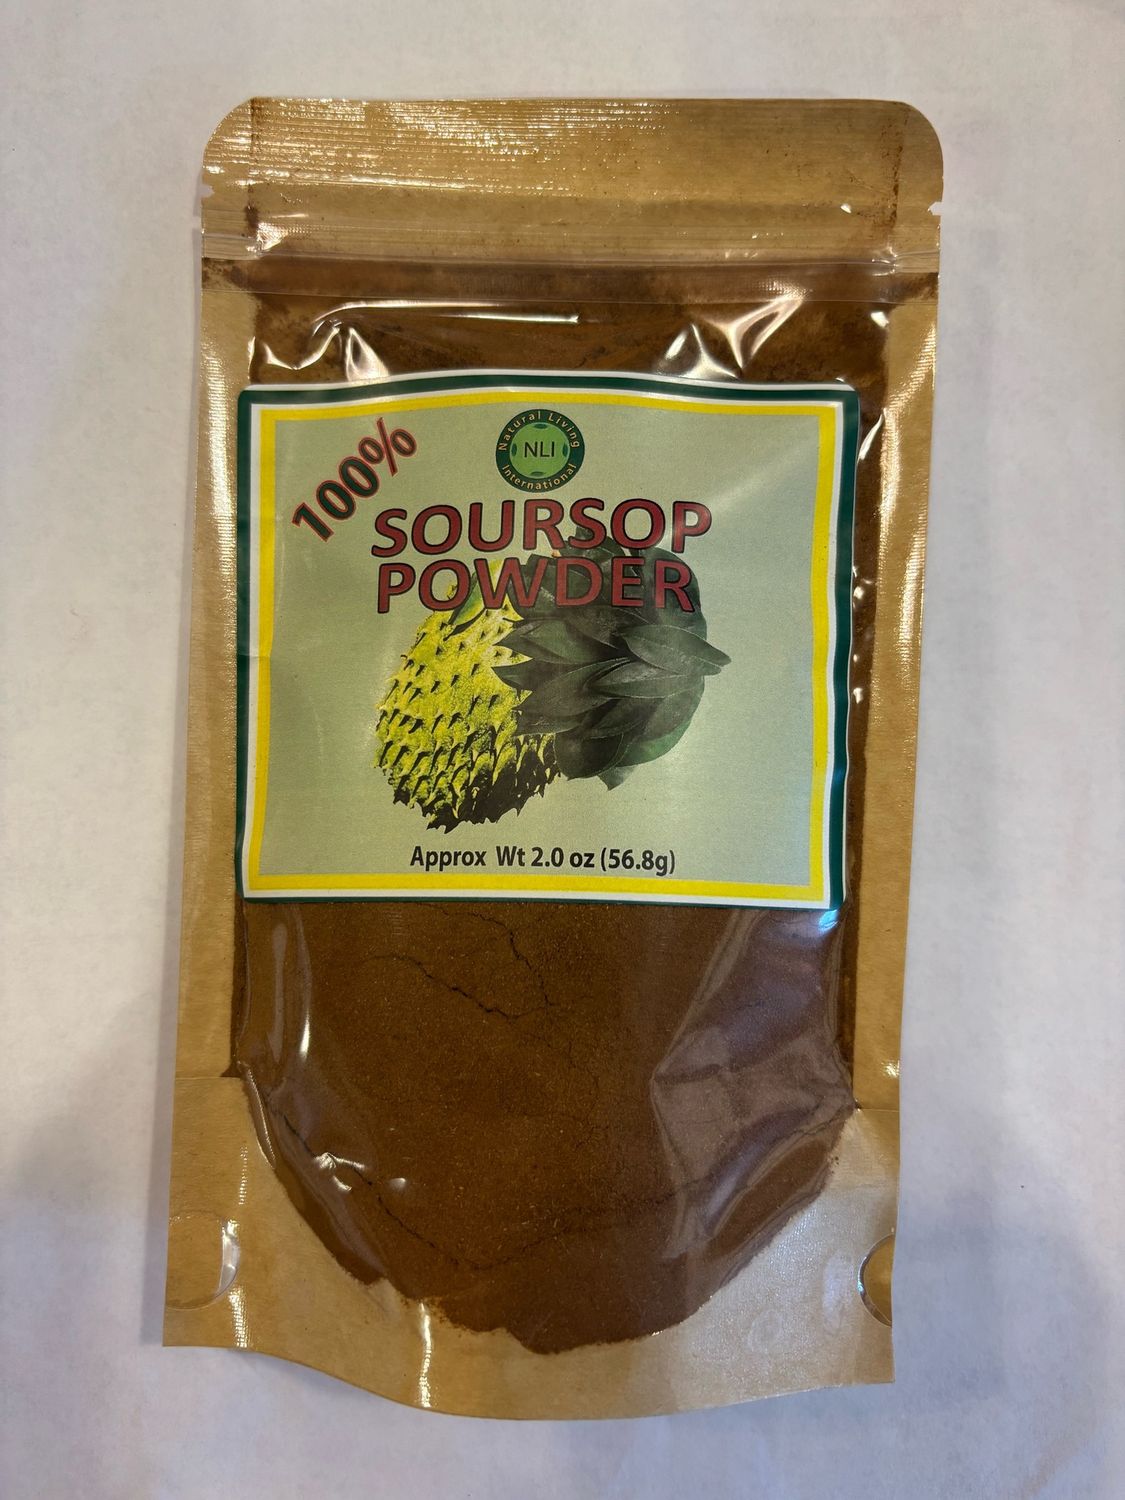 100%
Natural Living
NLI
International
SOURSOP
POWDER
Approx Wt 2.0 oz (56.8g)